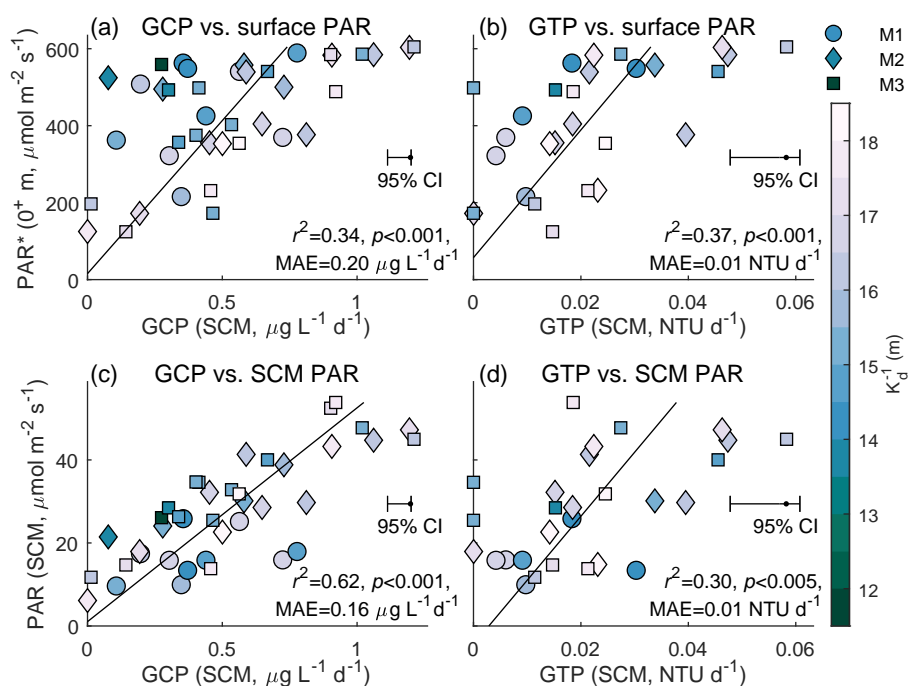 (a) GCP vs. surface PAR
PAR* (0⁺ m, μmol m⁻² s⁻¹)
600
400
200
0
95% CI
r²=0.34, p<0.001,
MAE=0.20 μg L⁻¹d⁻¹
0 0.5 1
GCP (SCM, μg L⁻¹ d⁻¹)
(b) GTP vs. surface PAR
95% CI
r²=0.37, p<0.001,
MAE=0.01 NTU d⁻¹
0 0.02 0.04 0.06
GTP (SCM, NTU d⁻¹)
(c) GCP vs. SCM PAR
PAR (SCM, μmol m⁻² s⁻¹)
40
20
0
95% CI
r²=0.62, p<0.001,
MAE=0.16 μg L⁻¹d⁻¹
0 0.5 1
GCP (SCM, μg L⁻¹ d⁻¹)
(d) GTP vs. SCM PAR
95% CI
r²=0.30, p<0.005,
MAE=0.01 NTU d⁻¹
0 0.02 0.04 0.06
GTP (SCM, NTU d⁻¹)
M1
M2
M3
18
17
16
15
14
13
12
K_d⁻¹ (m)